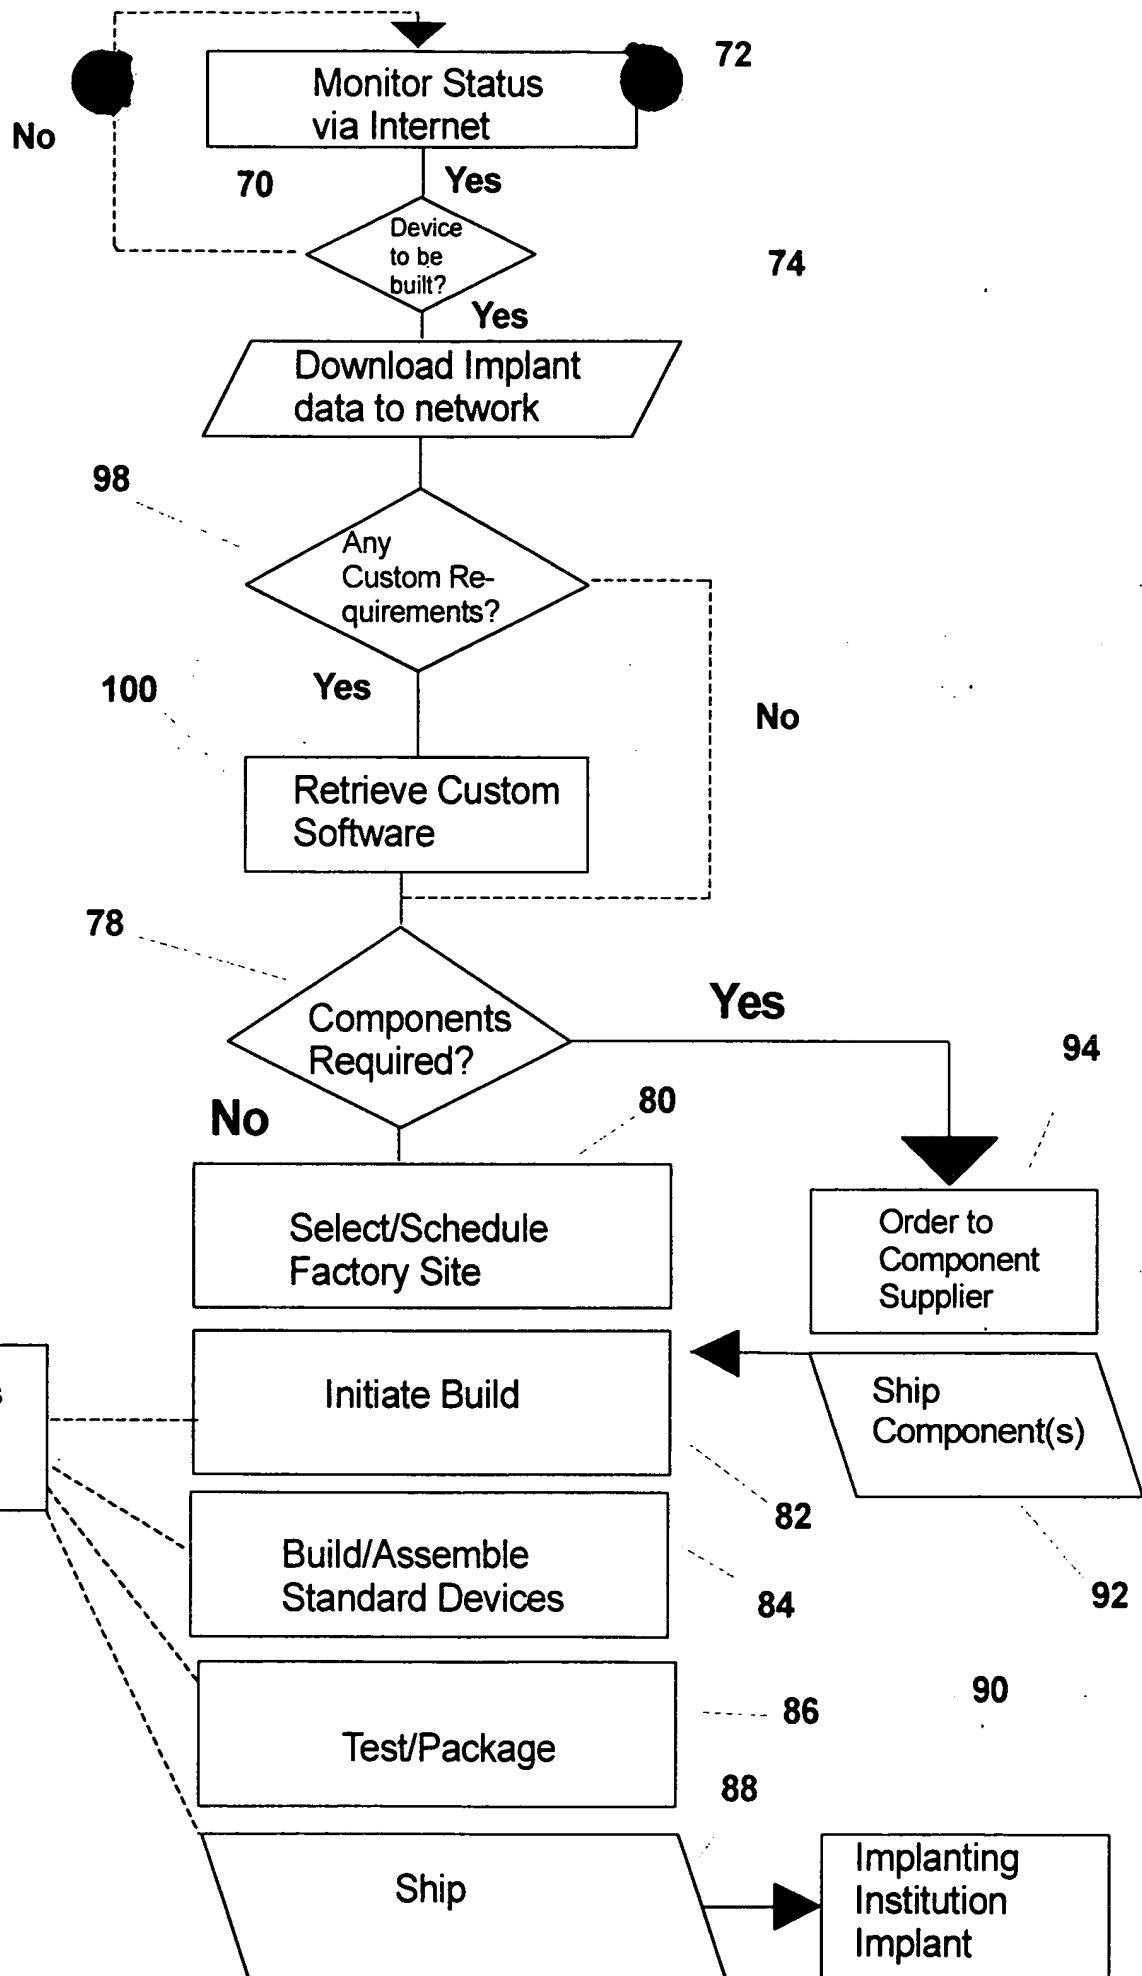 72
Monitor Status
via Internet
No
70
Yes
Device
to be
built?
74
Yes
Download Implant
data to network
98
Any
Custom Re-
quirements?
100
Yes
No
Retrieve Custom
Software
78
Components
Required?
Yes
94
No
80
Select/Schedule
Factory Site
Order to
Component
Supplier
s
Initiate Build
Ship
Component(s)
82
Build/Assemble
Standard Devices
84
92
90
86
Test/Package
88
Ship
Implanting
Institution
Implant